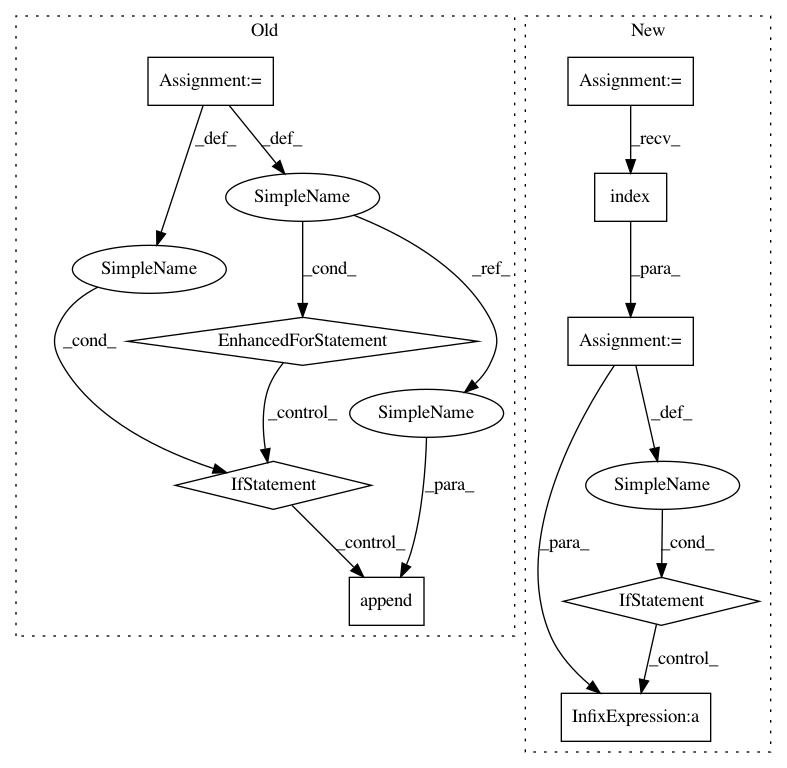 Old
New
Assignment:=
Assignment:=
_def_
_def_
_recv_
SimpleName
index
SimpleName
_cond_
_ref_
_para_
_cond_
EnhancedForStatement
Assignment:=
_control_
SimpleName
_def_
IfStatement
_para_
SimpleName
_control_
_para_
_cond_
append
IfStatement
_control_
InfixExpression:a